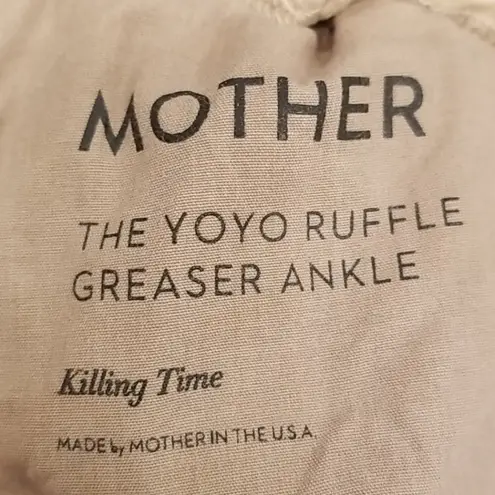 MOTHER
THE YOYO RUFFLE
GREASER ANKLE
Killing Time
MADE by MOTHER IN THE U.S.A.